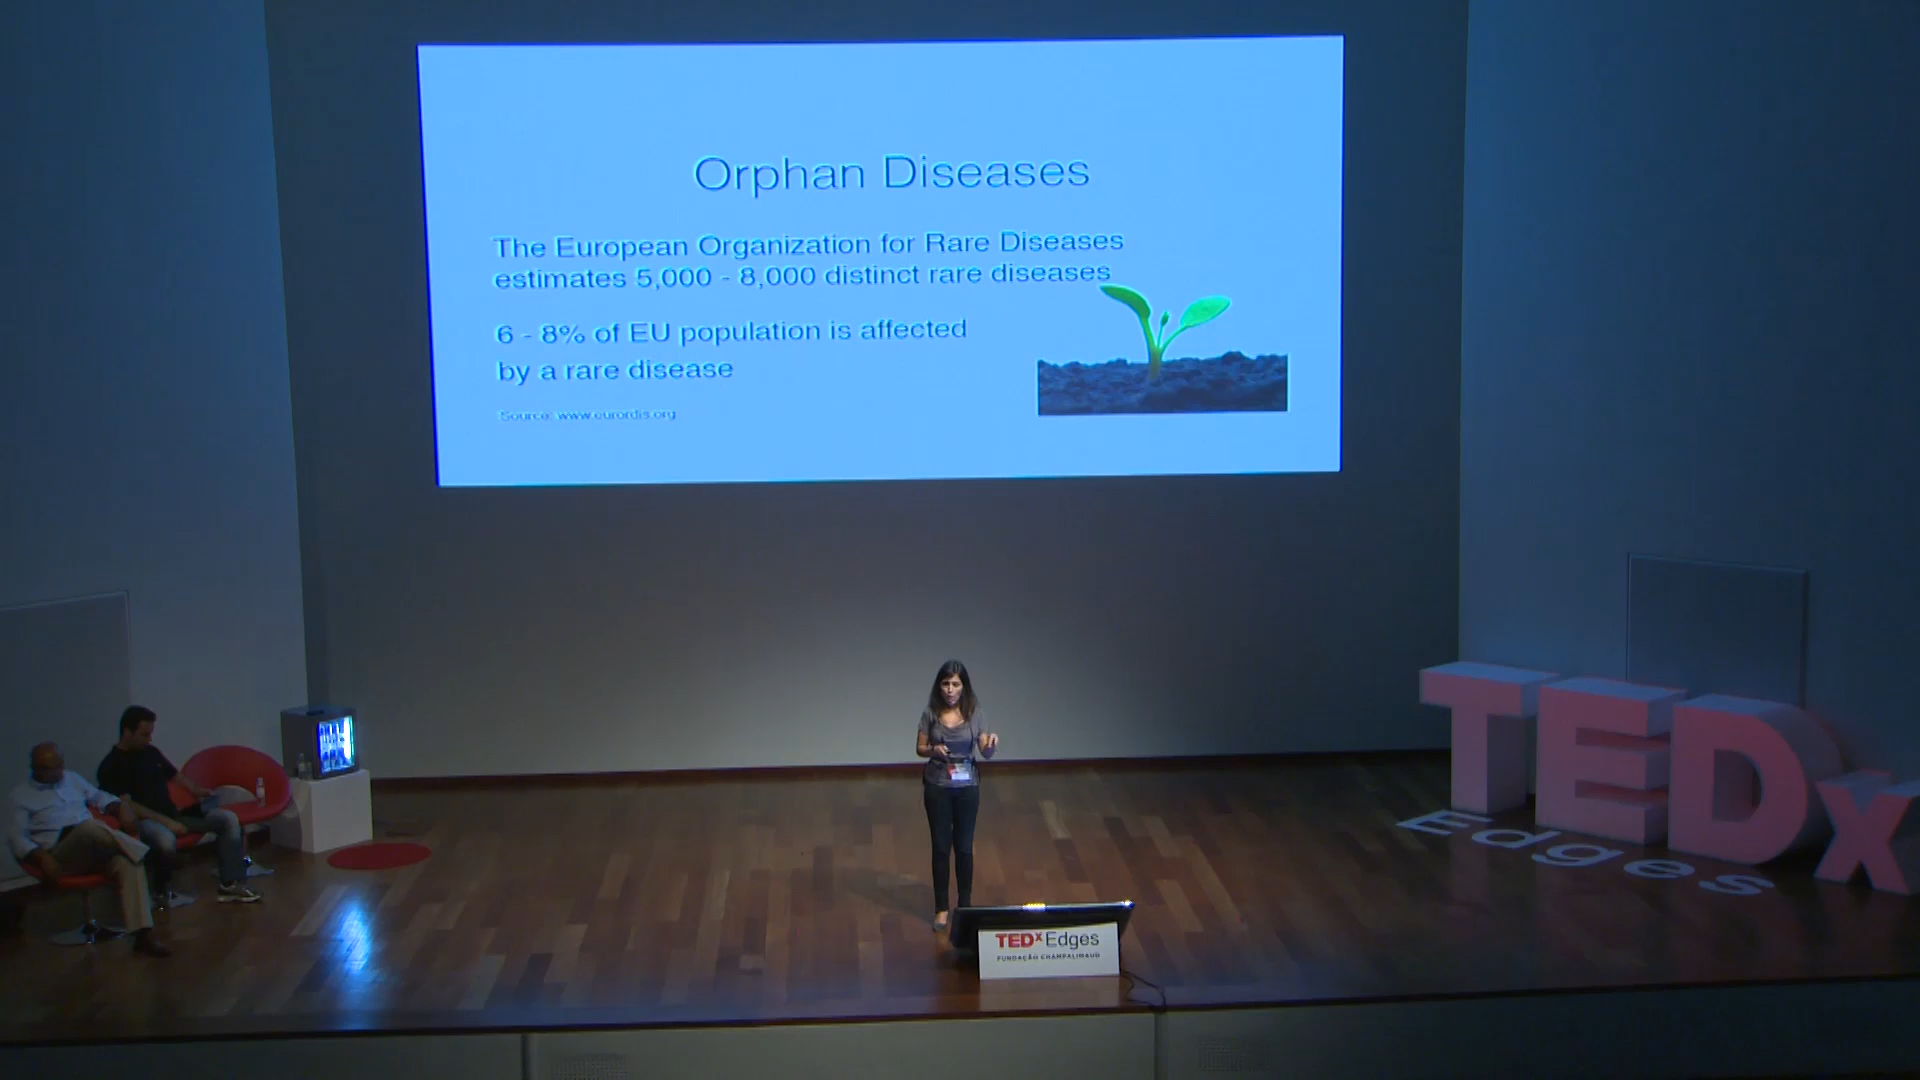 Orphan Diseases
The European Organization for Rare Diseases
estimates 5,000 - 8,000 distinct rare diseases
6 - 8% of EU population is affected
by a rare disease
Source: www.eurordis.org
TEDx
Edges
TEDx Edges
FUNDAÇÃO CHAMPALIMAUD